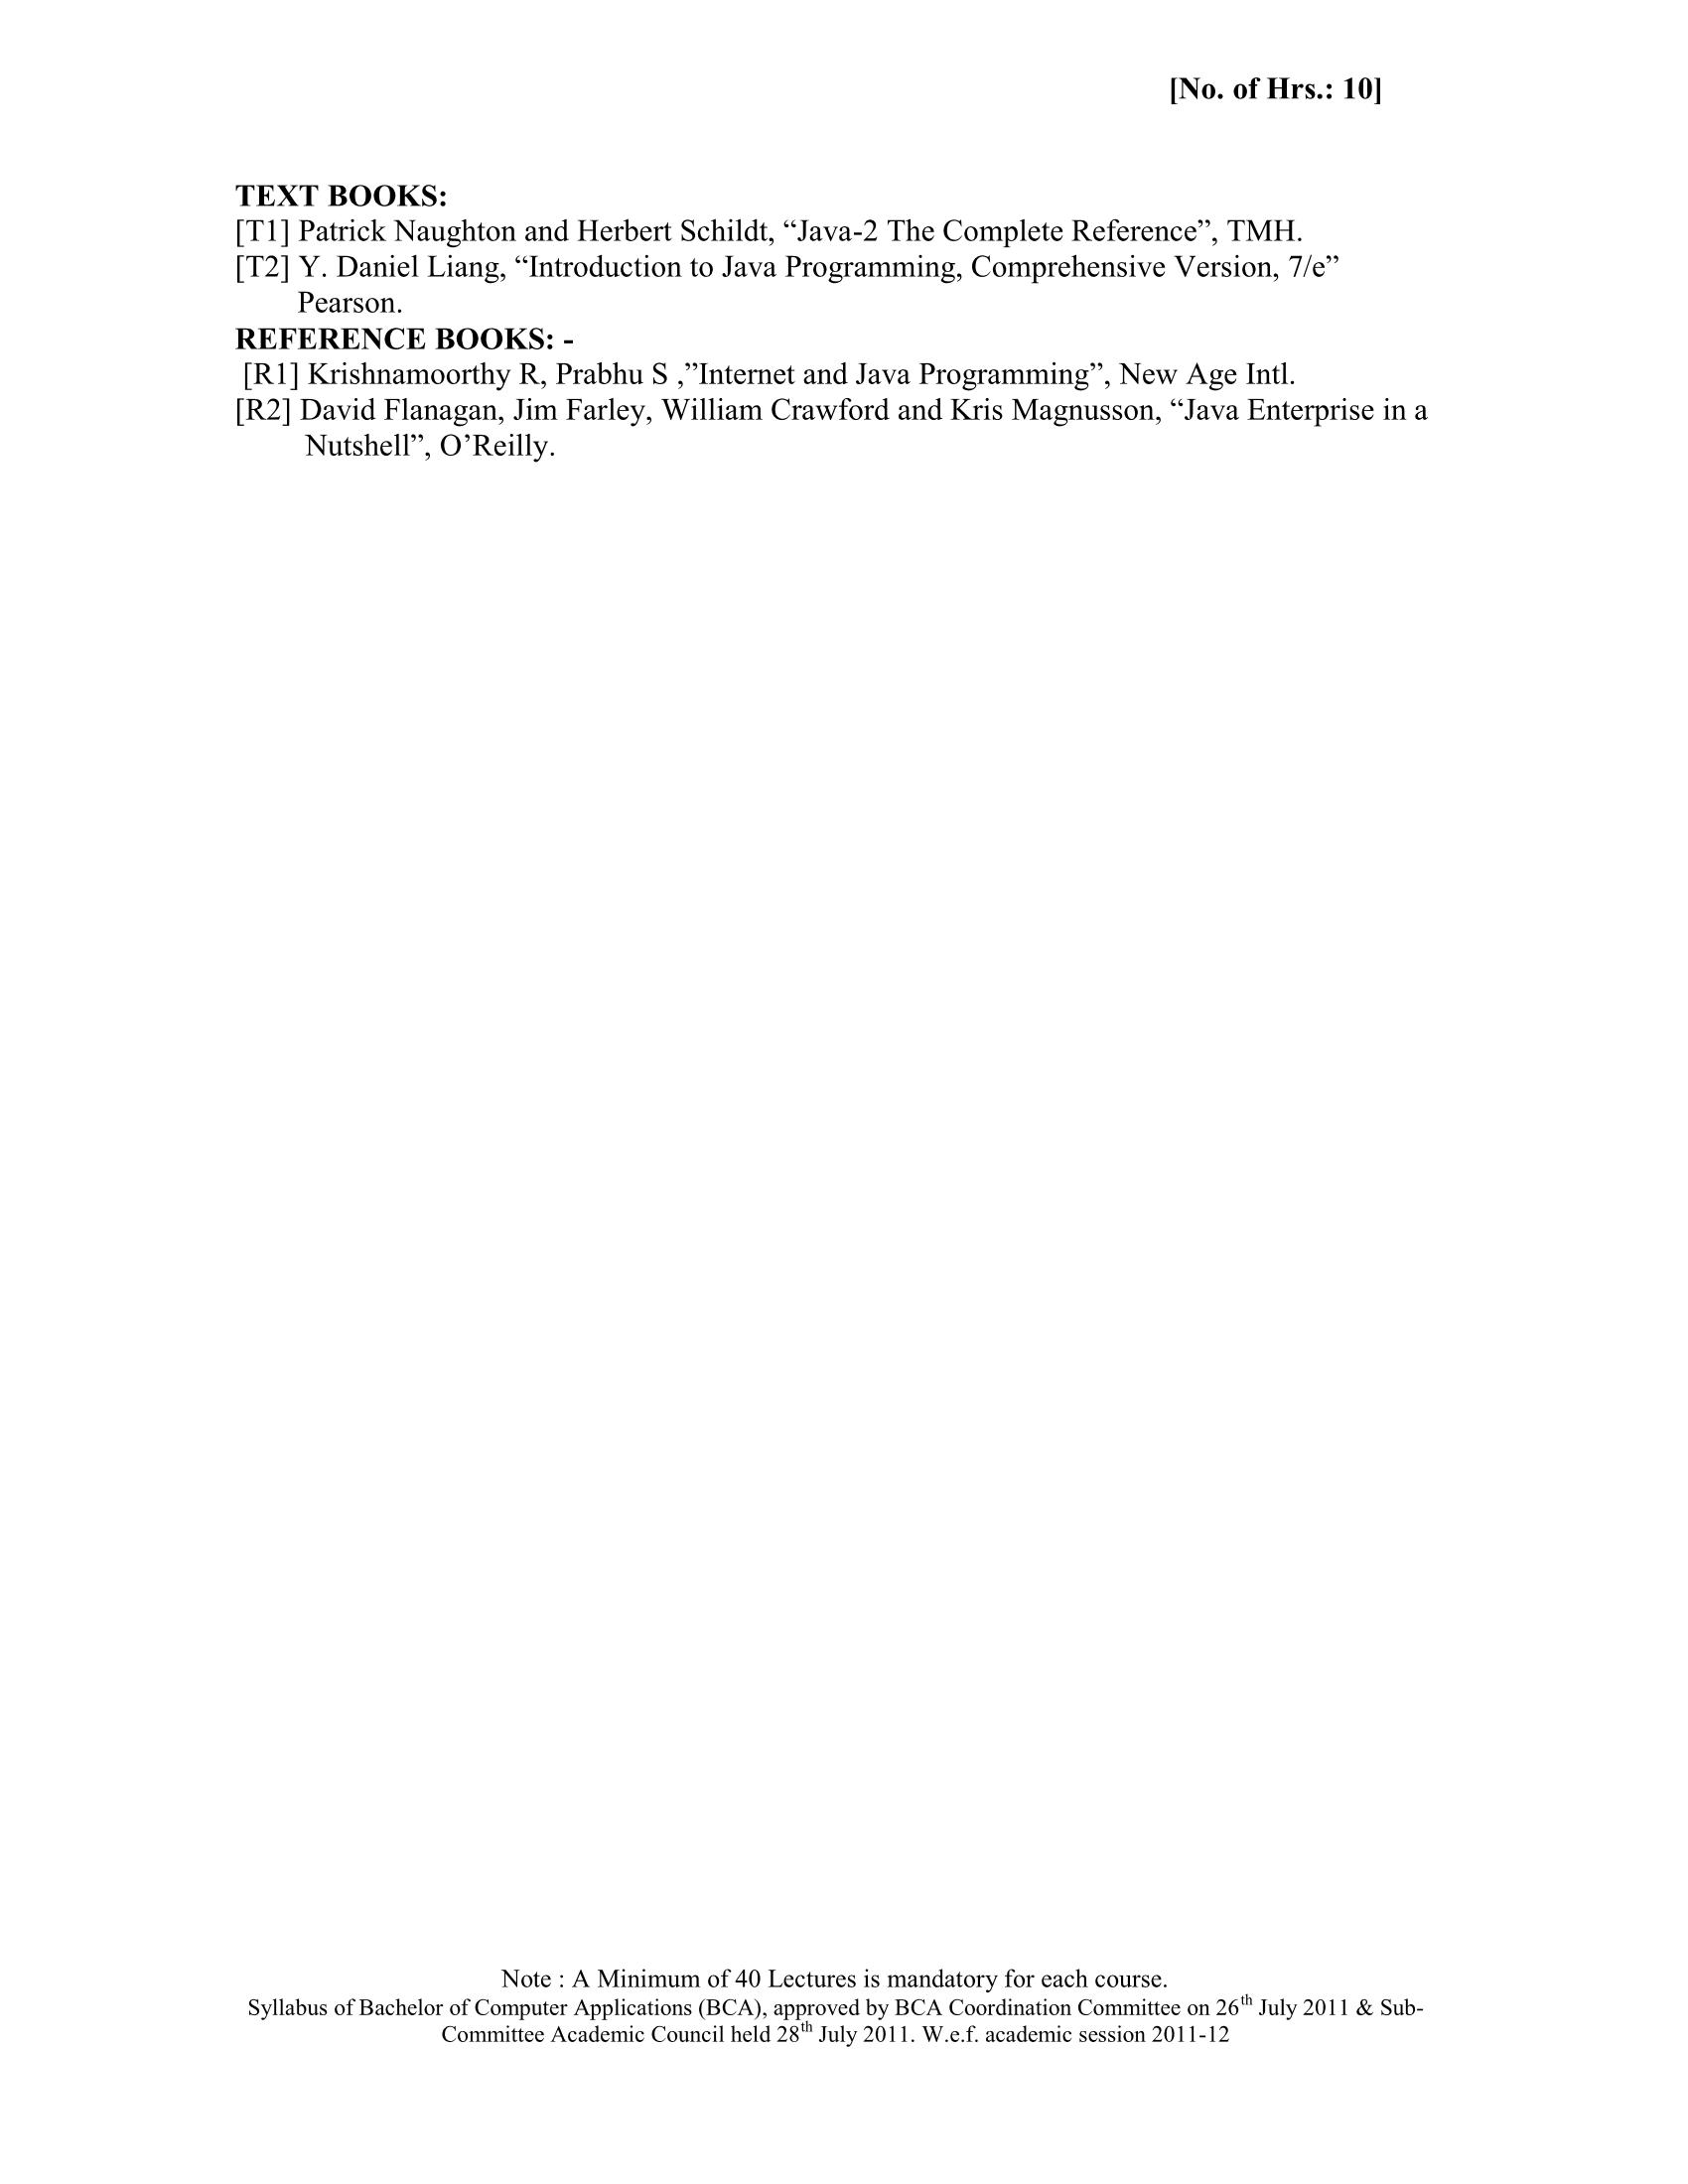 [No. of Hrs.: 10]
TEXT BOOKS:
[T1] Patrick Naughton and Herbert Schildt, “Java-2 The Complete Reference”, TMH.
[T2] Y. Daniel Liang, “Introduction to Java Programming, Comprehensive Version, 7/e”
Pearson.
REFERENCE BOOKS: -
[R1] Krishnamoorthy R, Prabhu S ,”Internet and Java Programming”, New Age Intl.
[R2] David Flanagan, Jim Farley, William Crawford and Kris Magnusson, “Java Enterprise in a
Nutshell”, O’Reilly.
Note : A Minimum of 40 Lectures is mandatory for each course.
Syllabus of Bachelor of Computer Applications (BCA), approved by BCA Coordination Committee on 26th July 2011 & Sub-
Committee Academic Council held 28th July 2011. W.e.f. academic session 2011-12